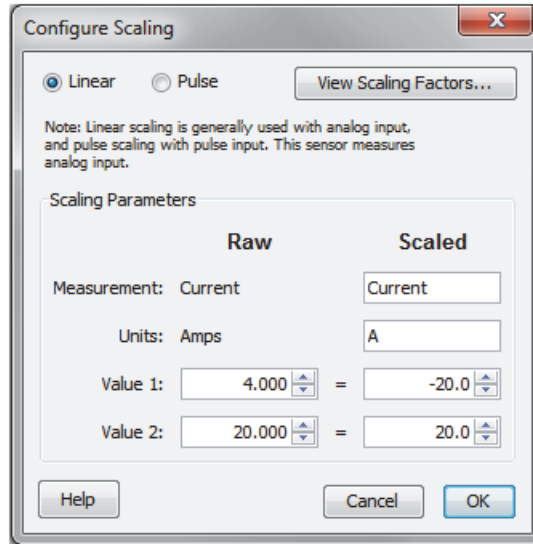 Configure Scaling
Linear Pulse View Scaling Factors...
Note: Linear scaling is generally used with analog input,
and pulse scaling with pulse input. This sensor measures
analog input.
Scaling Parameters
Raw Scaled
Measurement: Current Current
Units: Amps A
Value 1: 4.000 = -20.0
Value 2: 20.000 = 20.0
Help Cancel OK